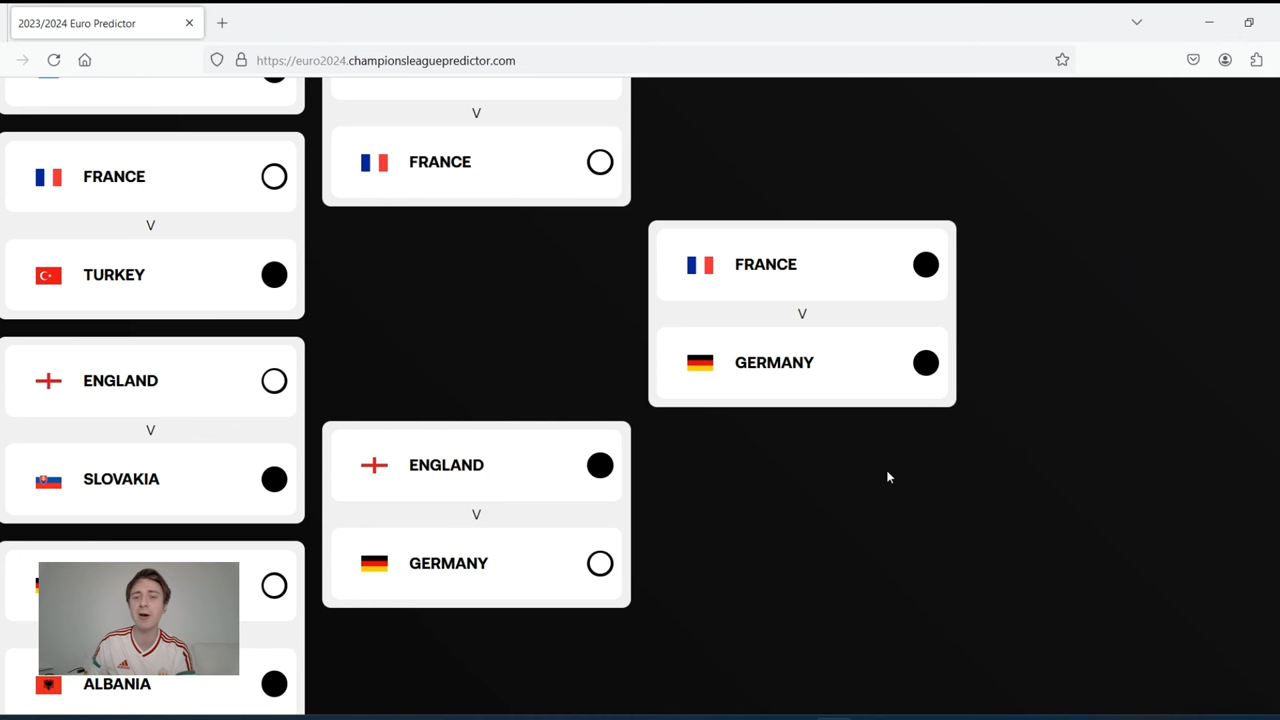 2023/2024 Euro Predictor
https://euro2024.championsleaguepredictor.com
FRANCE
V
TURKEY
ENGLAND
V
SLOVAKIA
ALBANIA
V
FRANCE
ENGLAND
V
GERMANY
FRANCE
V
GERMANY